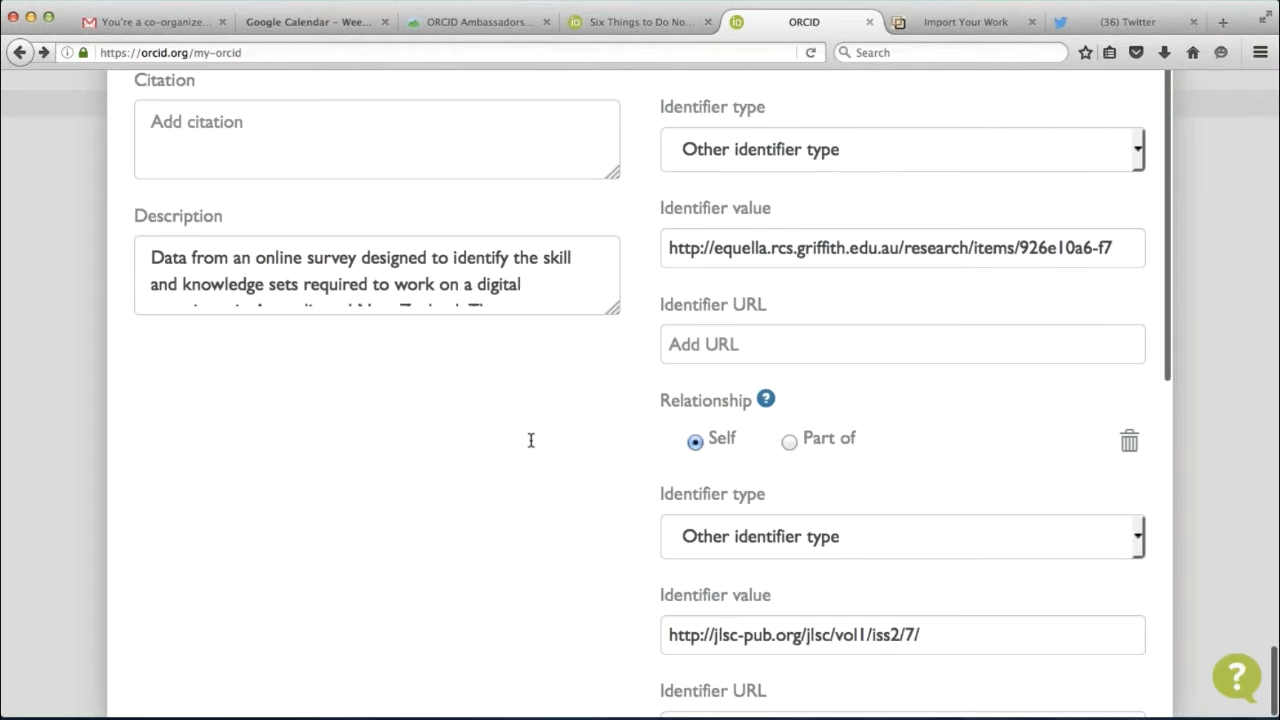 You're a co-organize...
Google Calendar – Wee...
ORCID Ambassadors...
Six Things to Do No...
ORCID
Import Your Work
(36) Twitter
https://orcid.org/my-orcid
Search
Citation
Add citation
Description
Data from an online survey designed to identify the skill
and knowledge sets required to work on a digital
Identifier type
Other identifier type
Identifier value
http://equella.rcs.griffith.edu.au/research/items/926e10a6-f7
Identifier URL
Add URL
Relationship ?
Self
Part of
Identifier type
Other identifier type
Identifier value
http://jlsc-pub.org/jlsc/vol1/iss2/7/
Identifier URL
?